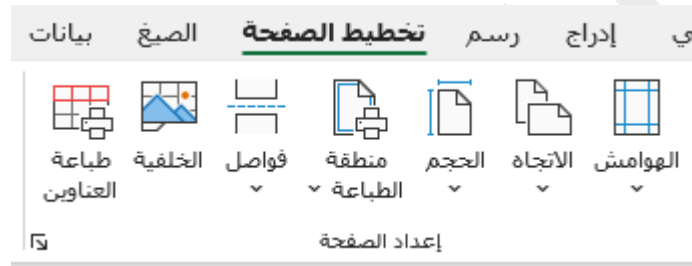 ي إدراج رسم تخطيط الصفحة الصيغ بيانات
الهوامش الاتجاه الحجم منطقة الطباعة فواصل الخلفية طباعة العناوين
إعداد الصفحة